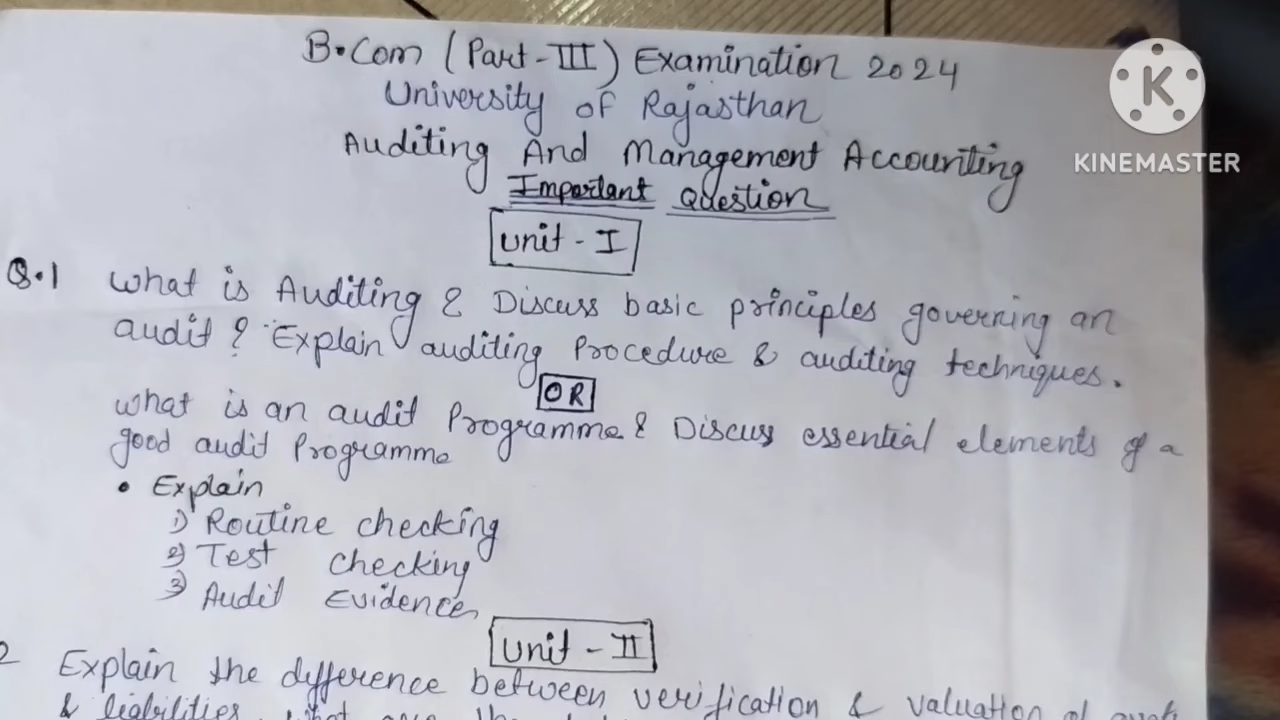 B.Com (Part-III) Examination 2024
University of Rajasthan
Auditing And Management Accounting
Important Question
Unit - I
Q.1 What is Auditing & Discuss basic principles governing an
audit? Explain auditing Procedure & auditing techniques.
OR
What is an audit Programme & Discuss essential elements of a
good audit Programme
• Explain
1) Routine checking
2) Test checking
3) Audit Evidence
Unit - II
2 Explain the difference between verification & valuation of
& liabilities.
K
KINEMASTER